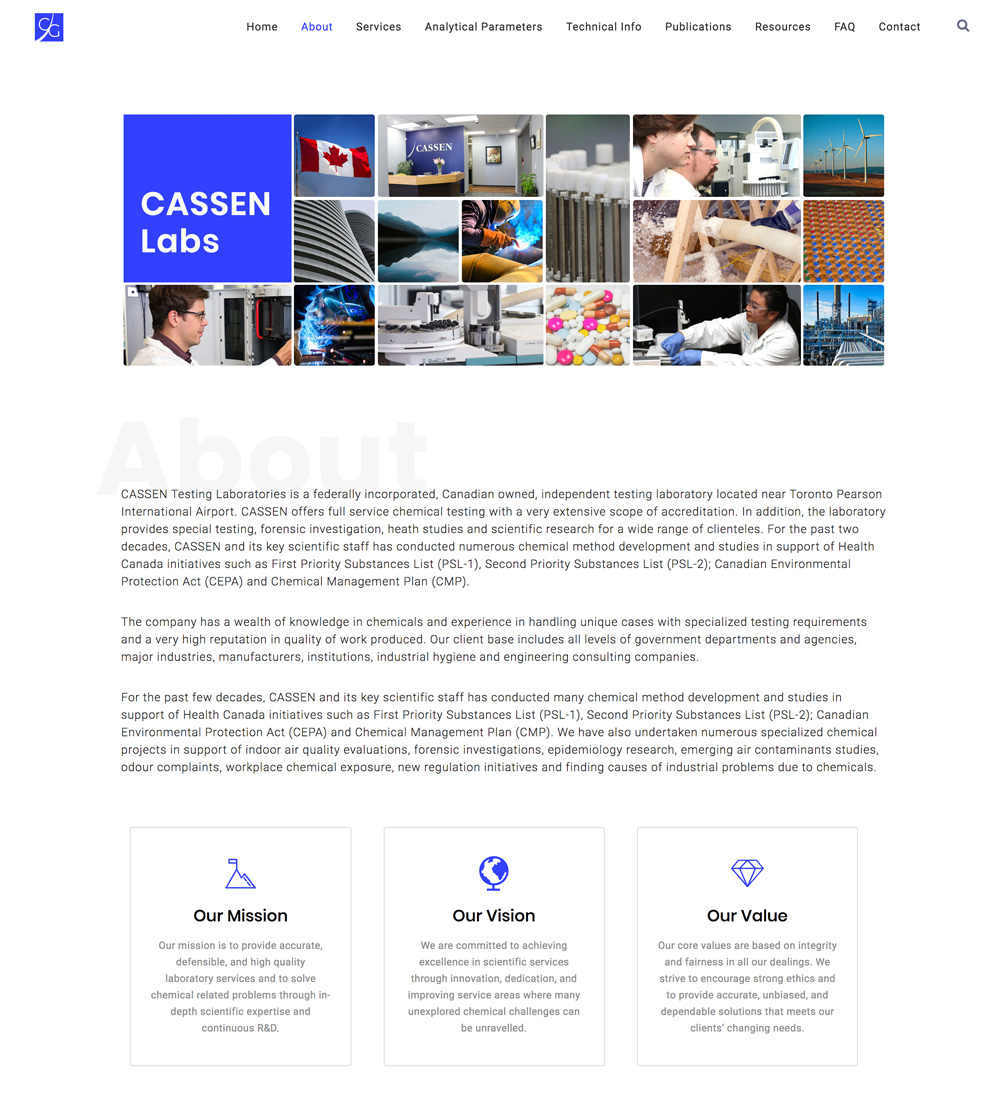 CG
Home About Services Analytical Parameters Technical Info Publications Resources FAQ Contact
CASSEN
Labs
CASSEN
About
CASSEN Testing Laboratories is a federally incorporated, Canadian owned, independent testing laboratory located near Toronto Pearson
International Airport. CASSEN offers full service chemical testing with a very extensive scope of accreditation. In addition, the laboratory
provides special testing, forensic investigation, heath studies and scientific research for a wide range of clienteles. For the past two
decades, CASSEN and its key scientific staff has conducted numerous chemical method development and studies in support of Health
Canada initiatives such as First Priority Substances List (PSL-1), Second Priority Substances List (PSL-2); Canadian Environmental
Protection Act (CEPA) and Chemical Management Plan (CMP).
The company has a wealth of knowledge in chemicals and experience in handling unique cases with specialized testing requirements
and a very high reputation in quality of work produced. Our client base includes all levels of government departments and agencies,
major industries, manufacturers, institutions, industrial hygiene and engineering consulting companies.
For the past few decades, CASSEN and its key scientific staff has conducted many chemical method development and studies in
support of Health Canada initiatives such as First Priority Substances List (PSL-1), Second Priority Substances List (PSL-2); Canadian
Environmental Protection Act (CEPA) and Chemical Management Plan (CMP). We have also undertaken numerous specialized chemical
projects in support of indoor air quality evaluations, forensic investigations, epidemiology research, emerging air contaminants studies,
odour complaints, workplace chemical exposure, new regulation initiatives and finding causes of industrial problems due to chemicals.
Our Mission
Our mission is to provide accurate,
defensible, and high quality
laboratory services and to solve
chemical related problems through in-
depth scientific expertise and
continuous R&D.
Our Vision
We are committed to achieving
excellence in scientific services
through innovation, dedication, and
improving service areas where many
unexplored chemical challenges can
be unravelled.
Our Value
Our core values are based on integrity
and fairness in all our dealings. We
strive to encourage strong ethics and
to provide accurate, unbiased, and
dependable solutions that meets our
clients' changing needs.